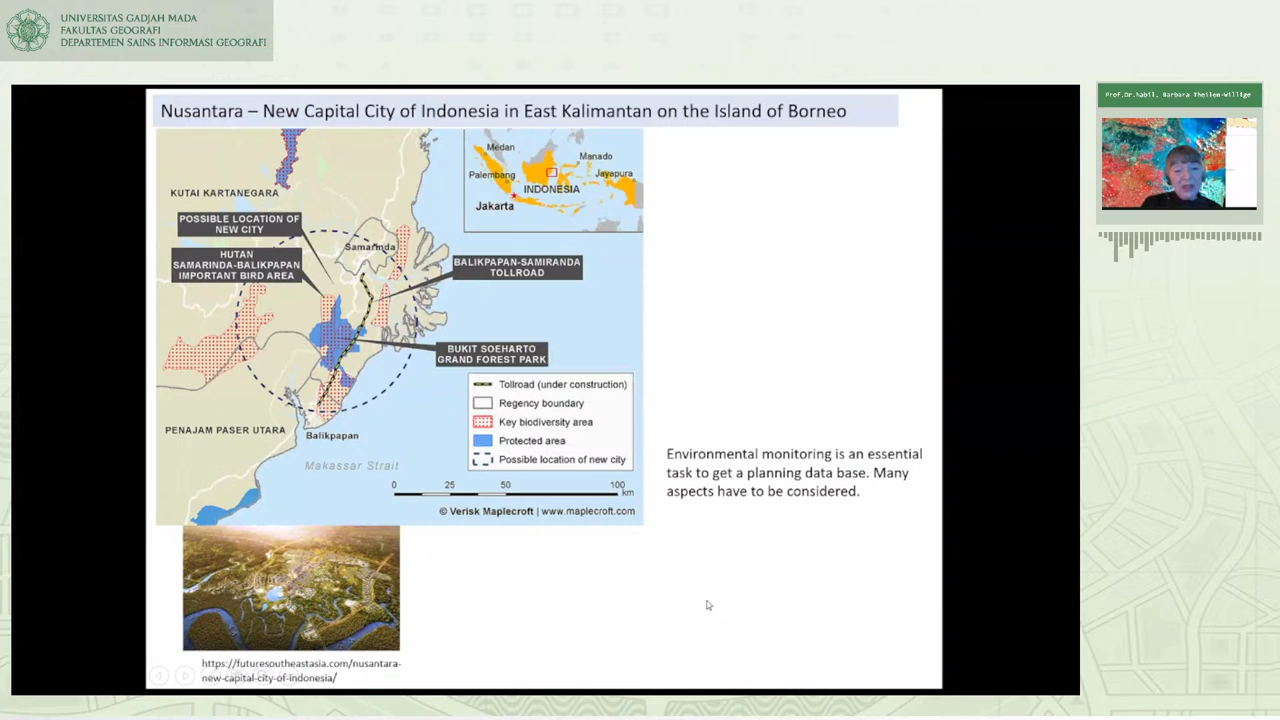 UNIVERSITAS GADJAH MADA
FAKULTAS GEOGRAFI
DEPARTEMEN SAINS INFORMASI GEOGRAFI
Prof.Dr.habil. Barbara Theilen-Willige
Nusantara – New Capital City of Indonesia in East Kalimantan on the Island of Borneo
Medan
Manado
Palembang
Jayapura
INDONESIA
Jakarta
KUTAI KARTANEGARA
POSSIBLE LOCATION OF
NEW CITY
Samarinda
HUTAN
SAMARINDA-BALIKPAPAN
IMPORTANT BIRD AREA
BALIKPAPAN-SAMIRANDA
TOLLROAD
BUKIT SOEHARTO
GRAND FOREST PARK
Tollroad (under construction)
Regency boundary
Key biodiversity area
Protected area
Possible location of new city
PENAJAM PASER UTARA
Balikpapan
Makassar Strait
0 25 50 100
km
© Verisk Maplecroft | www.maplecroft.com
Environmental monitoring is an essential
task to get a planning data base. Many
aspects have to be considered.
https://futuresoutheastasia.com/nusantara-
new-capital-city-of-indonesia/